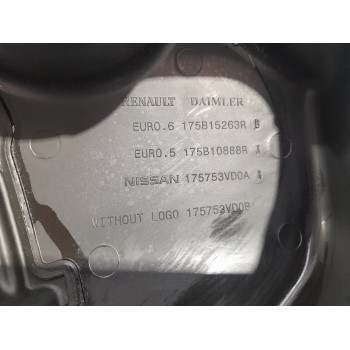 RENAULT DAIMLER
EURO.6 175B15263R B
EURO.5 175B10888R A
NISSAN 175753VD0A
WITHOUT LOGO 175753VD0B